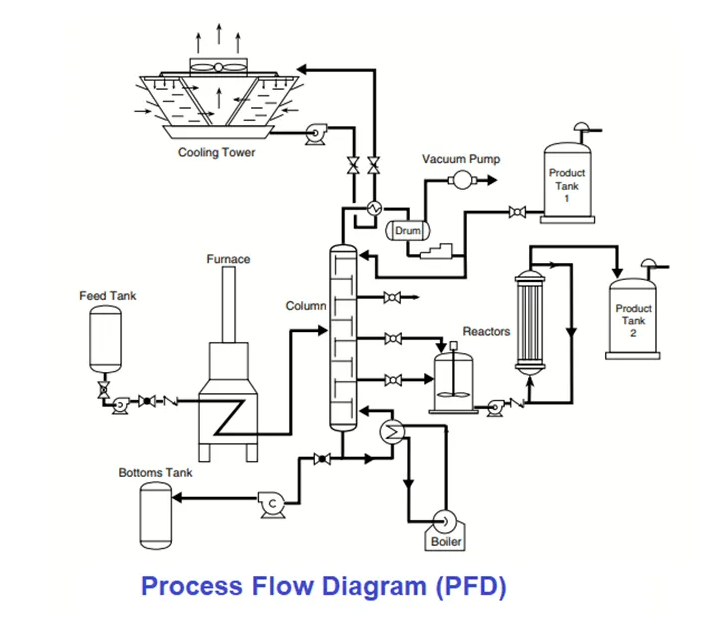 Cooling Tower
Vacuum Pump
Product
Tank
1
Drum
Furnace
Feed Tank
Column
Reactors
Product
Tank
2
Bottoms Tank
C
Boiler
Process Flow Diagram (PFD)